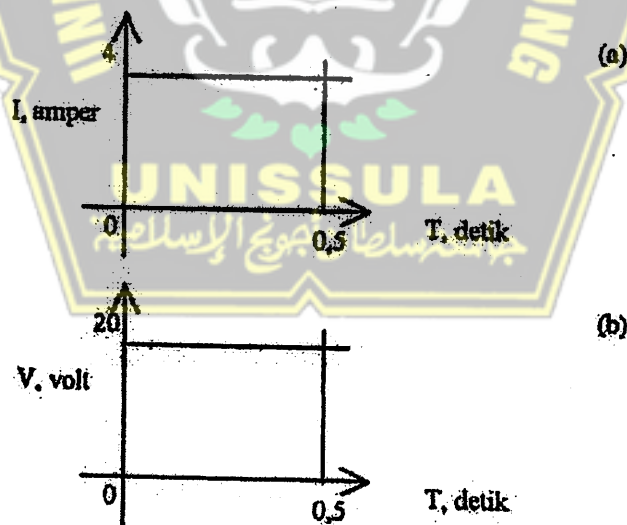 4
(a)
I, amper
UNISSULA
0
0,5
T, detik
20
(b)
V, volt
0
0,5
T, detik